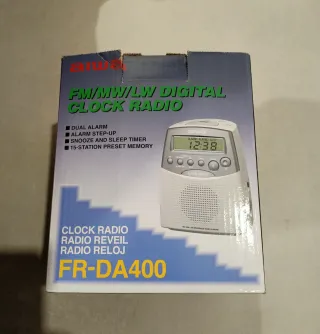 aiwa
FM/MW/LW DIGITAL
CLOCK RADIO
■ DUAL ALARM
■ ALARM STEP-UP
■ SNOOZE AND SLEEP TIMER
■ 15-STATION PRESET MEMORY
12:38
CLOCK RADIO
RADIO REVEIL
RADIO RELOJ
FR-DA400